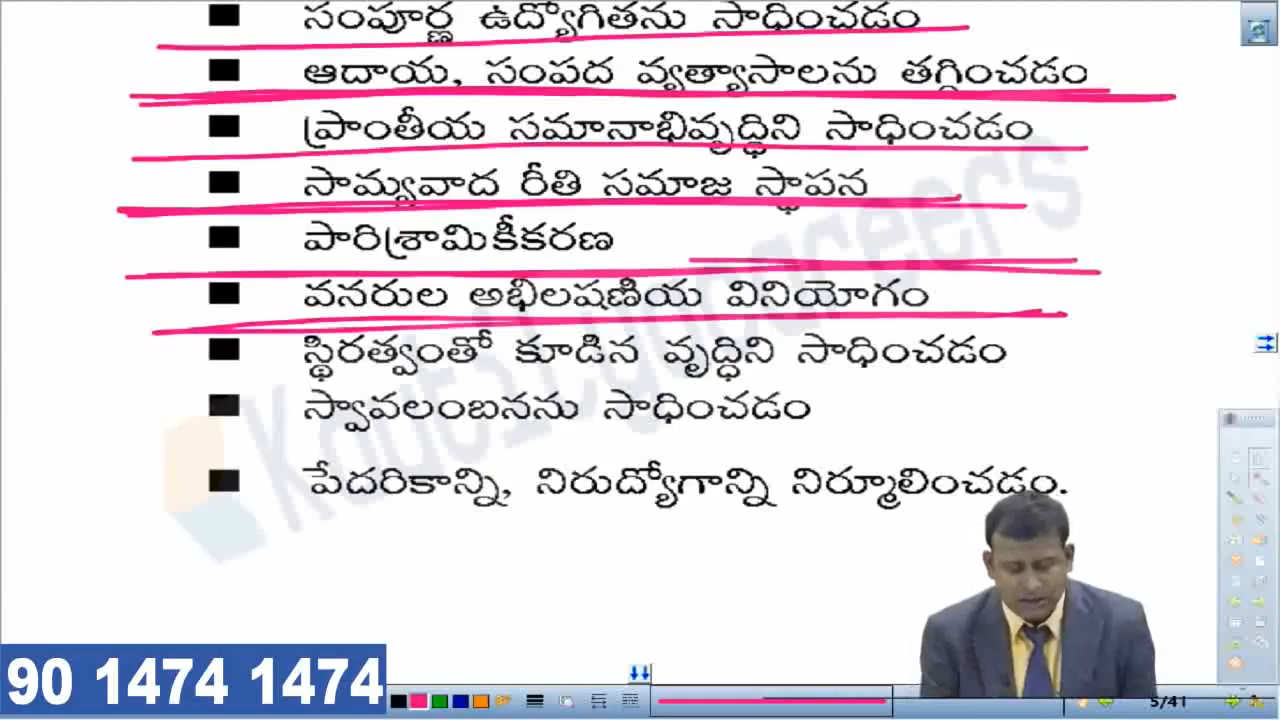 ■ సంపూర్ణ ఉద్యోగితను సాధించడం
■ ఆదాయ, సంపద వ్యత్యాసాలను తగ్గించడం
■ ప్రాంతీయ సమానాభివృద్ధిని సాధించడం
■ సామ్యవాద రీతి సమాజ స్థాపన
■ పారిశ్రామికీకరణ
■ వనరుల అభిలషణీయ వినియోగం
■ స్థిరత్వంతో కూడిన వృద్ధిని సాధించడం
■ స్వావలంబనను సాధించడం
■ పేదరికాన్ని, నిరుద్యోగాన్ని నిర్మూలించడం.
90 1474 1474
5/41